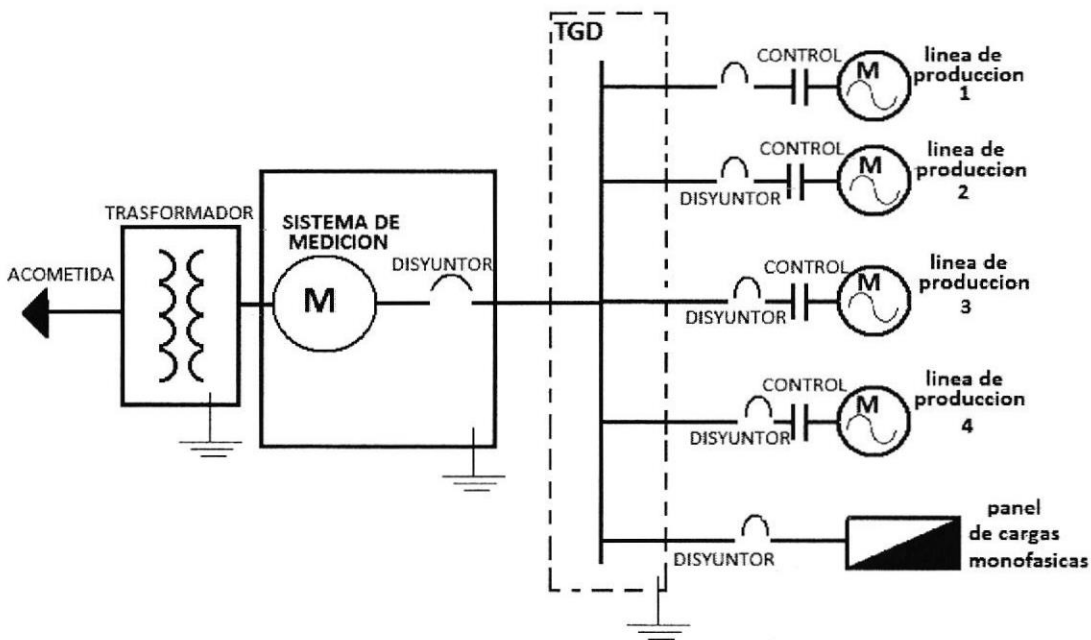 TGD
CONTROL
M
linea de
produccion
1
CONTROL
M
DISYUNTOR
linea de
produccion
2
TRASFORMADOR
SISTEMA DE
MEDICION
M
DISYUNTOR
ACOMETIDA
CONTROL
M
DISYUNTOR
linea de
produccion
3
CONTROL
M
DISYUNTOR
linea de
produccion
4
DISYUNTOR
panel
de cargas
monofasicas